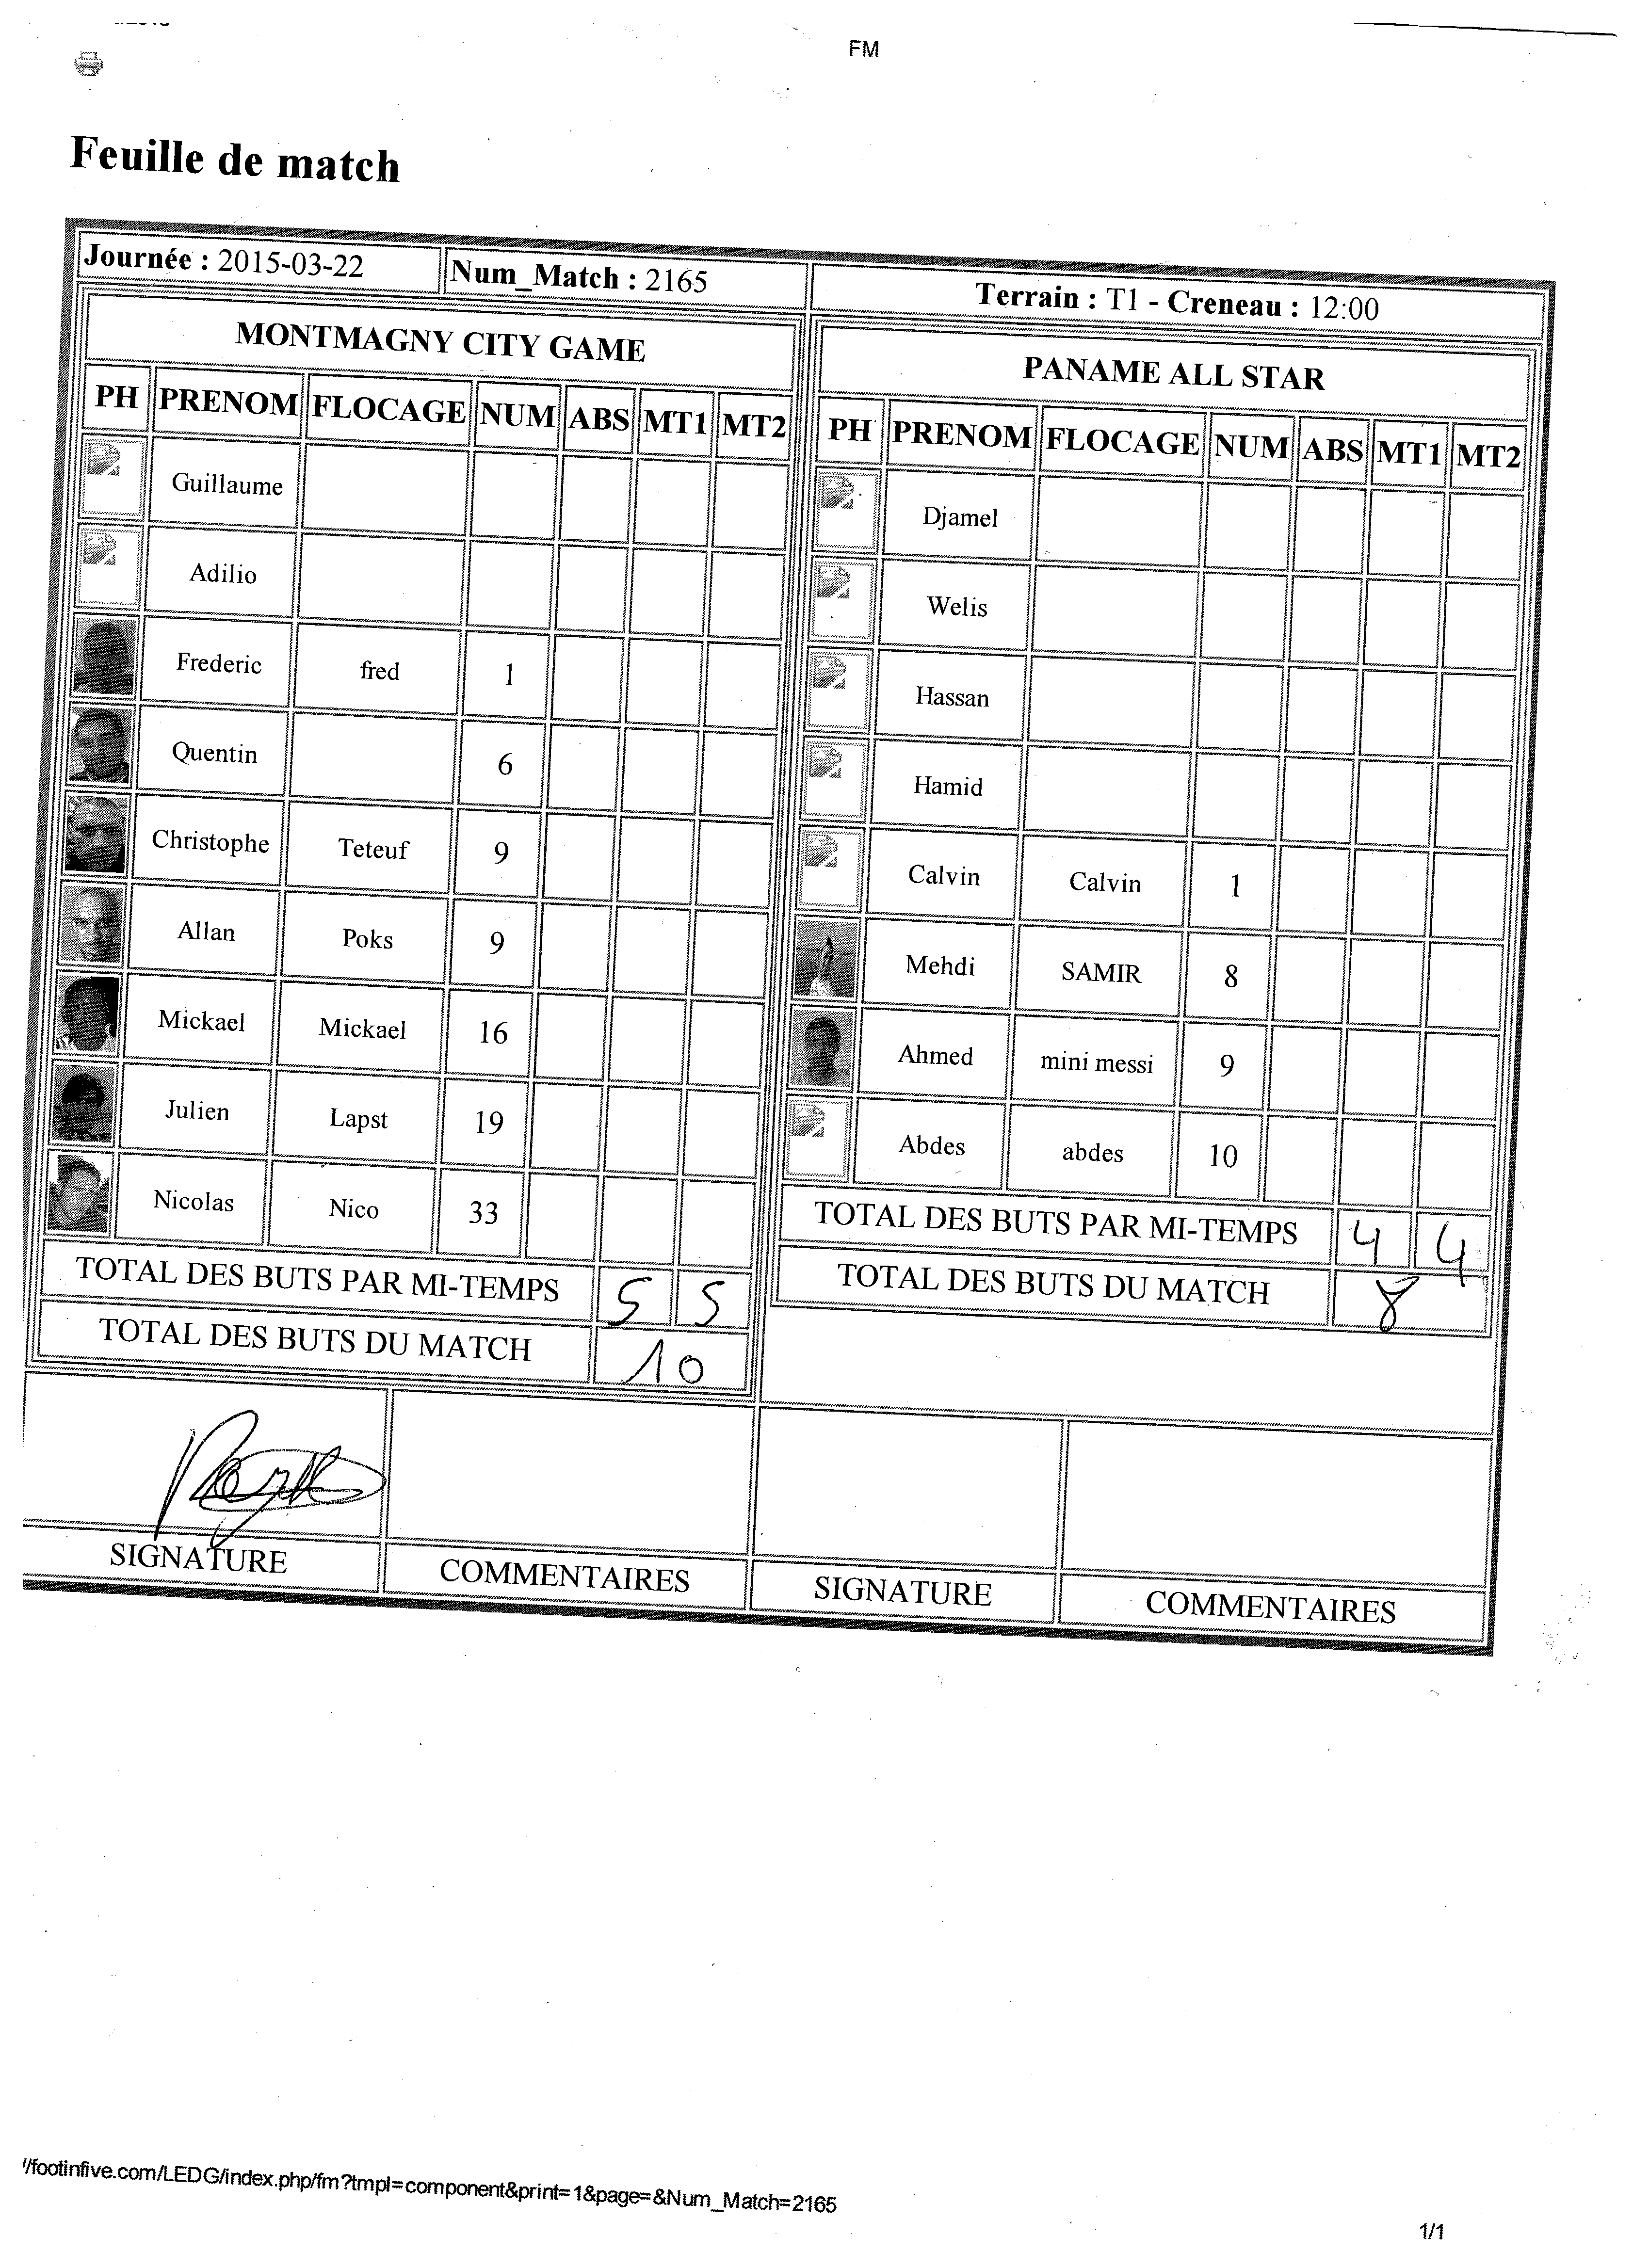 FM
Feuille de match
Journée : 2015-03-22 Num_Match : 2165 Terrain : T1 - Creneau : 12:00
MONTMAGNY CITY GAME
PH PRENOM FLOCAGE NUM ABS MT1 MT2
Guillaume
Adilio
Frederic fred 1
Quentin 6
Christophe Teteuf 9
Allan Poks 9
Mickael Mickael 16
Julien Lapst 19
Nicolas Nico 33
TOTAL DES BUTS PAR MI-TEMPS 5 5
TOTAL DES BUTS DU MATCH 10
PANAME ALL STAR
PH PRENOM FLOCAGE NUM ABS MT1 MT2
Djamel
Welis
Hassan
Hamid
Calvin Calvin 1
Mehdi SAMIR 8
Ahmed mini messi 9
Abdes abdes 10
TOTAL DES BUTS PAR MI-TEMPS 4 4
TOTAL DES BUTS DU MATCH 8
SIGNATURE COMMENTAIRES SIGNATURE COMMENTAIRES
//footinfive.com/LEDG/index.php/fm?tmpl=component&print=1&page=&Num_Match=2165
1/1